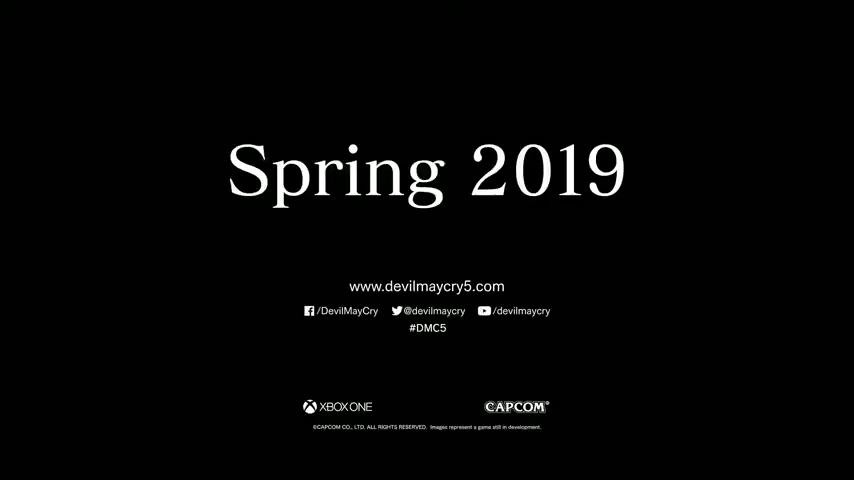 Spring 2019
www.devilmaycry5.com
/DevilMayCry @devilmaycry /devilmaycry
#DMC5
XBOX ONE CAPCOM®
©CAPCOM CO., LTD. ALL RIGHTS RESERVED. Images represent a game still in development.